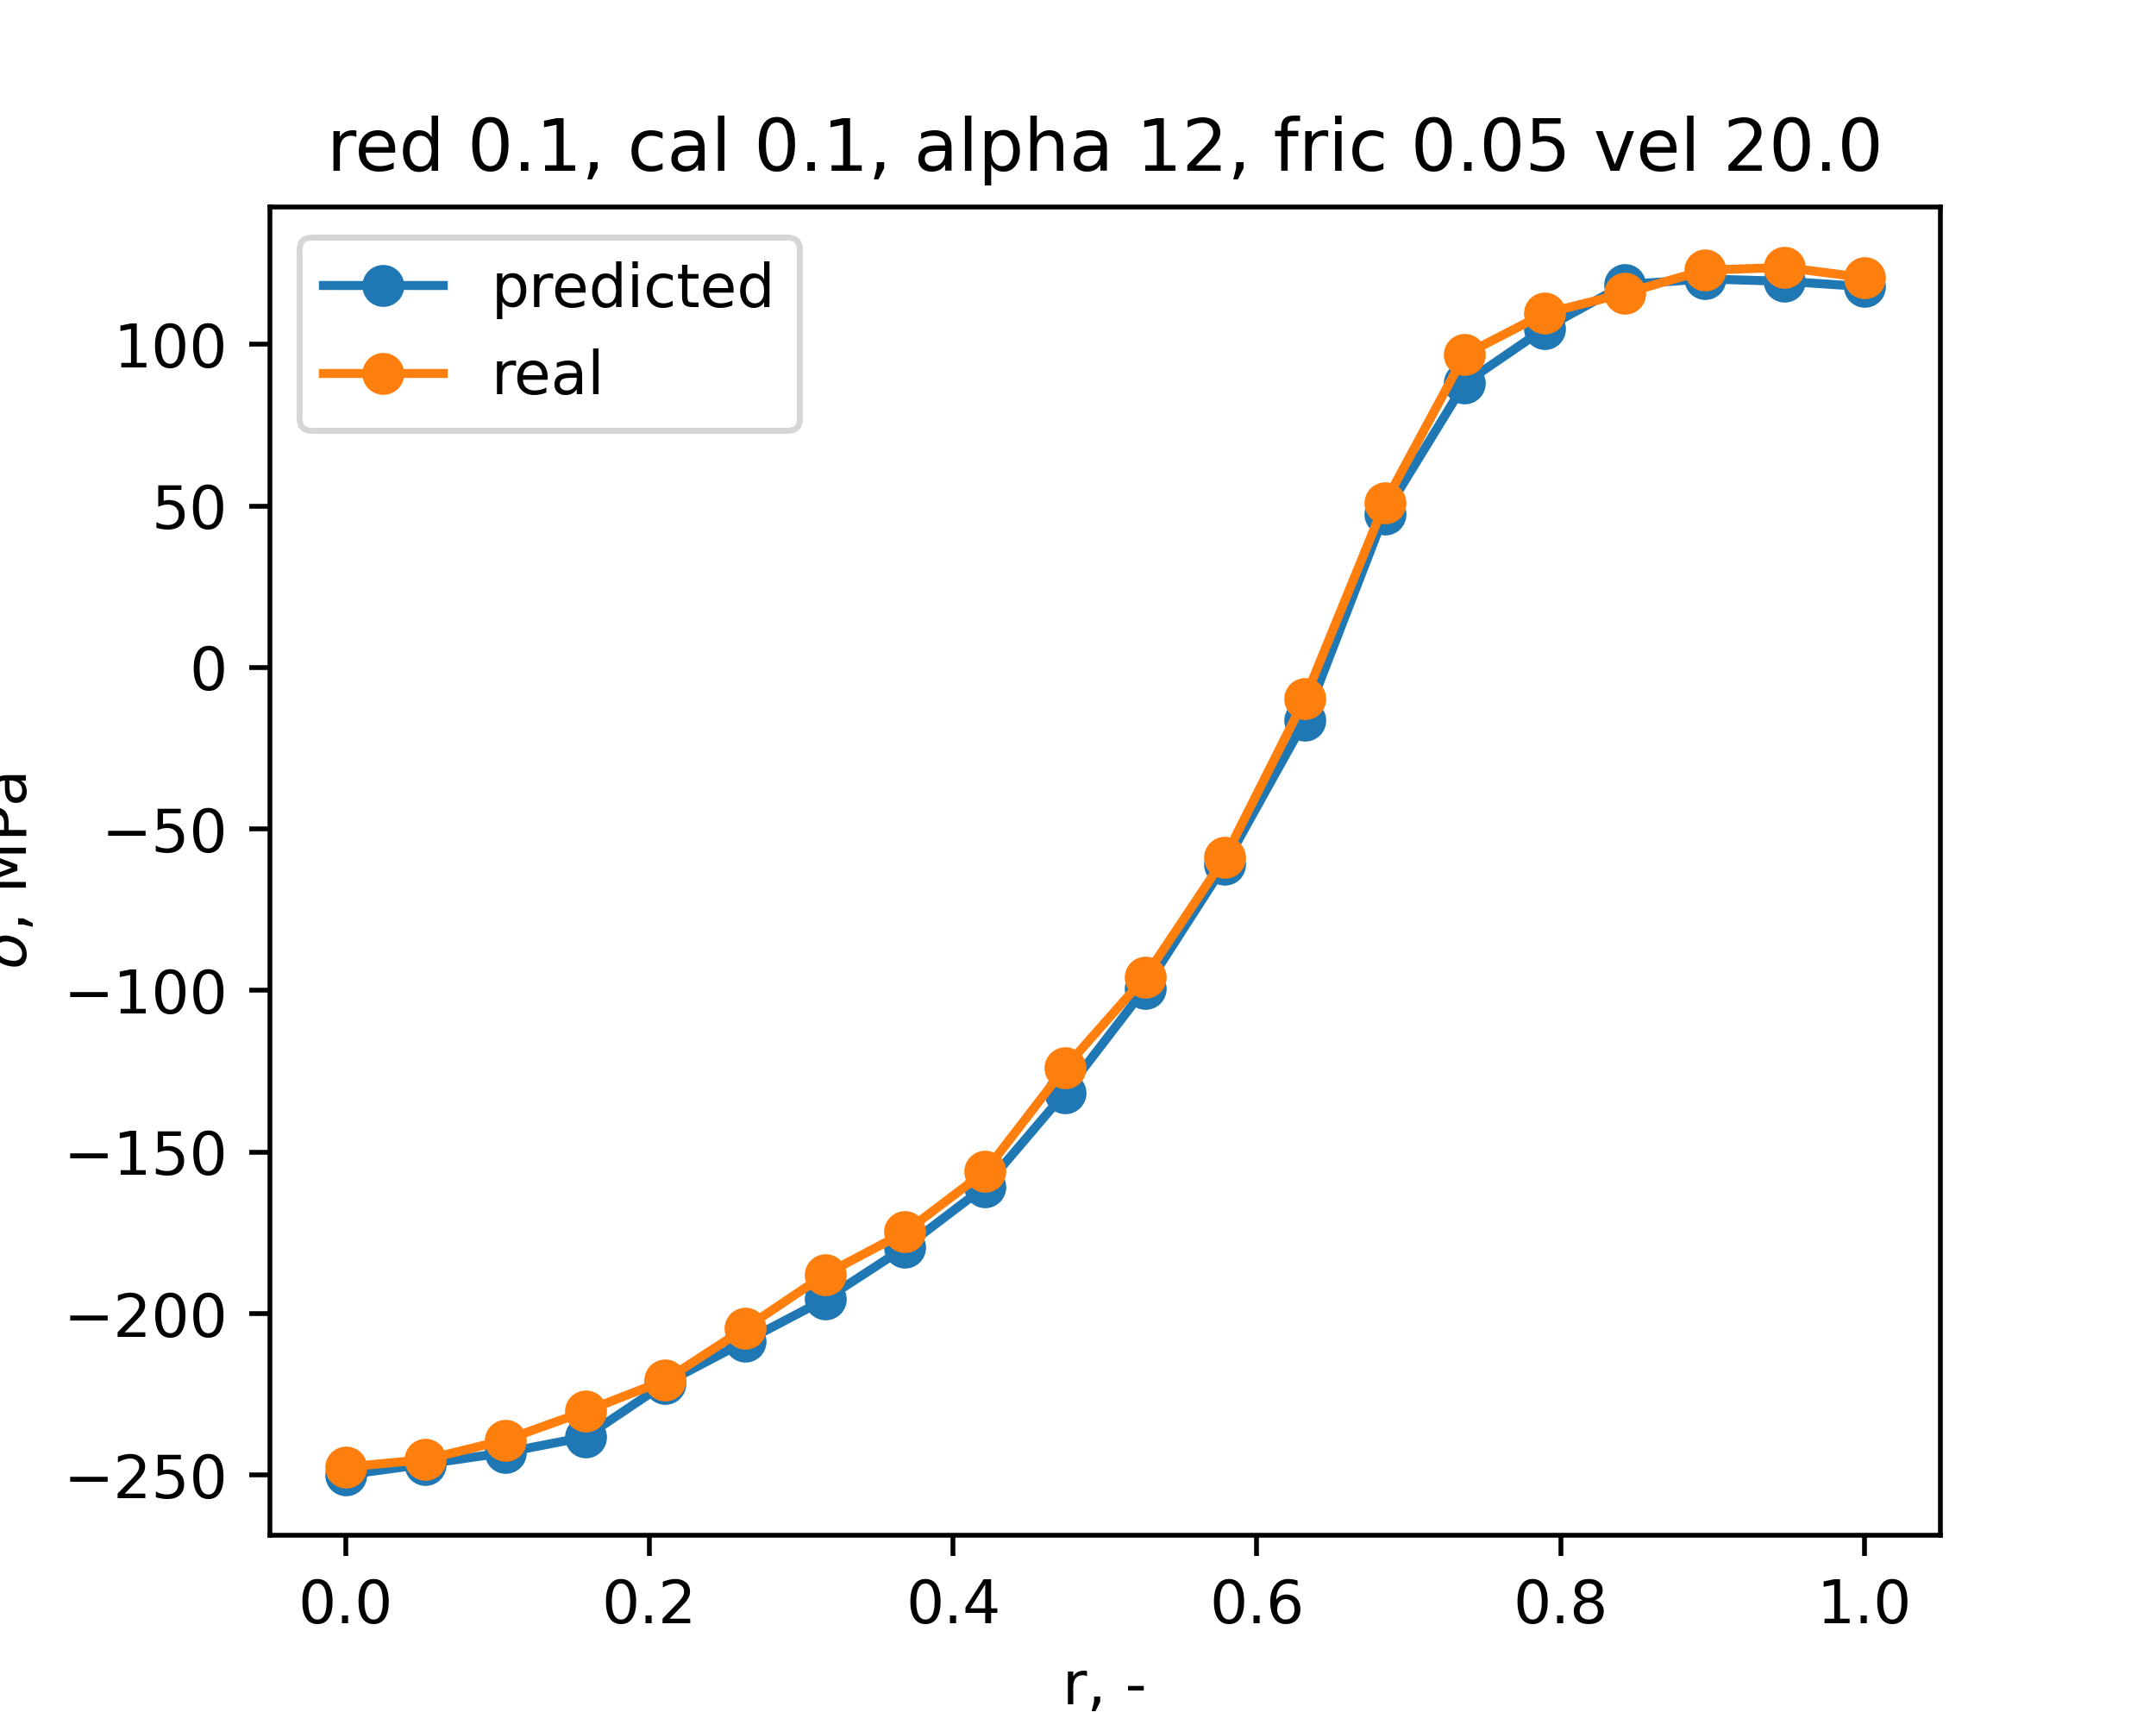 red 0.1, cal 0.1, alpha 12, fric 0.05 vel 20.0
predicted
real
100
50
0
−50
−100
−150
−200
−250
σ, MPa
0.0 0.2 0.4 0.6 0.8 1.0
r, -